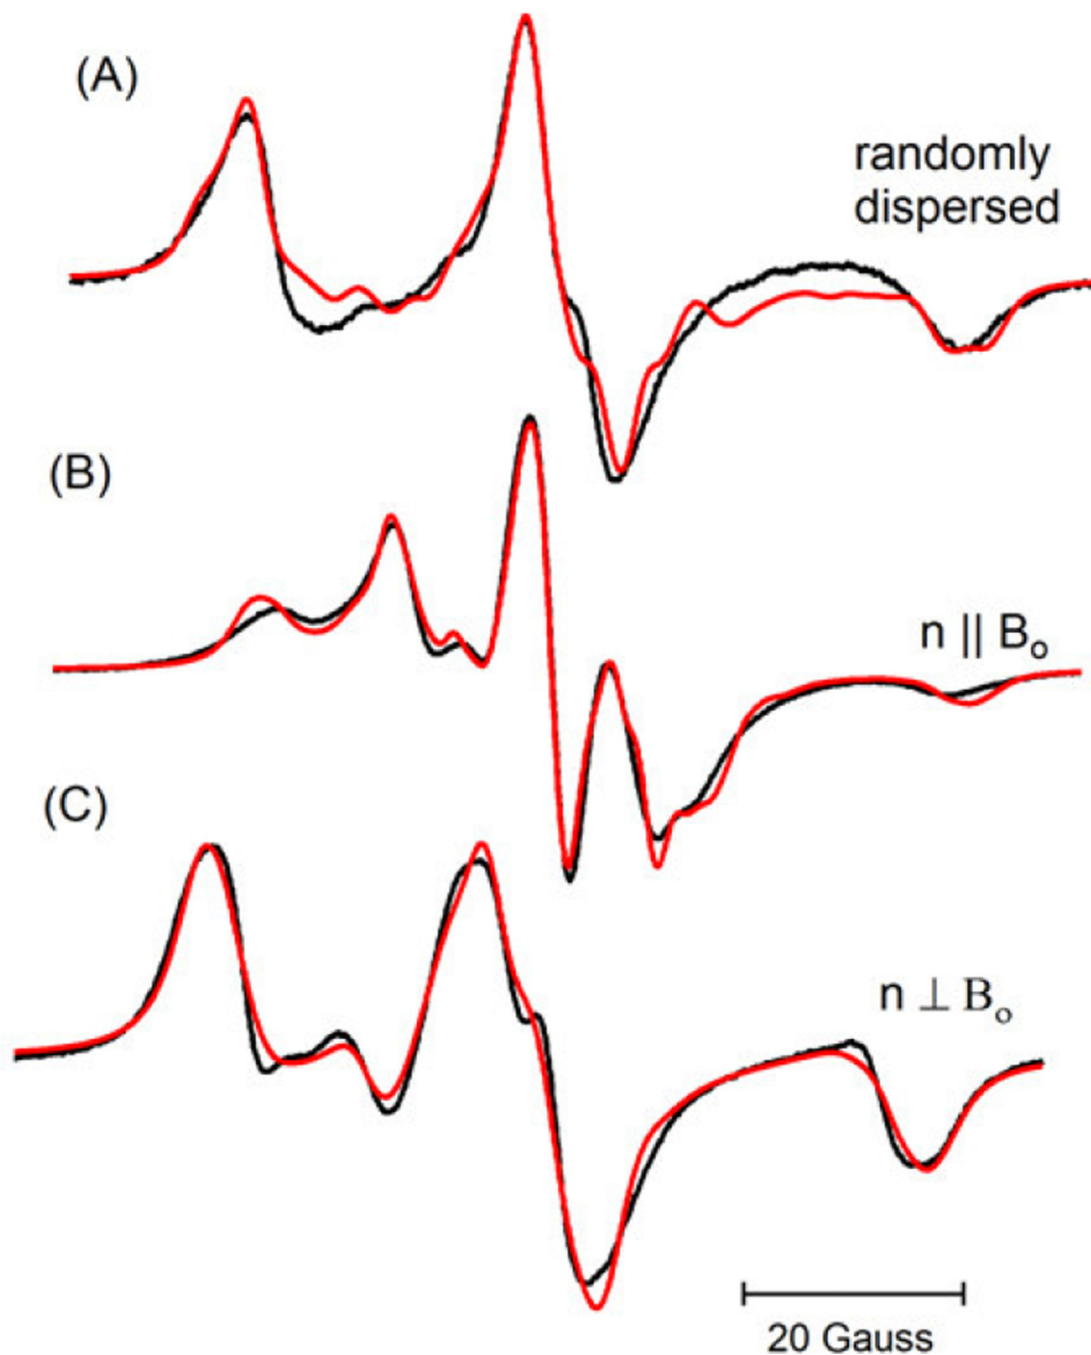 (A)
randomly
dispersed
(B)
n || Bₒ
(C)
n ⊥ Bₒ
20 Gauss